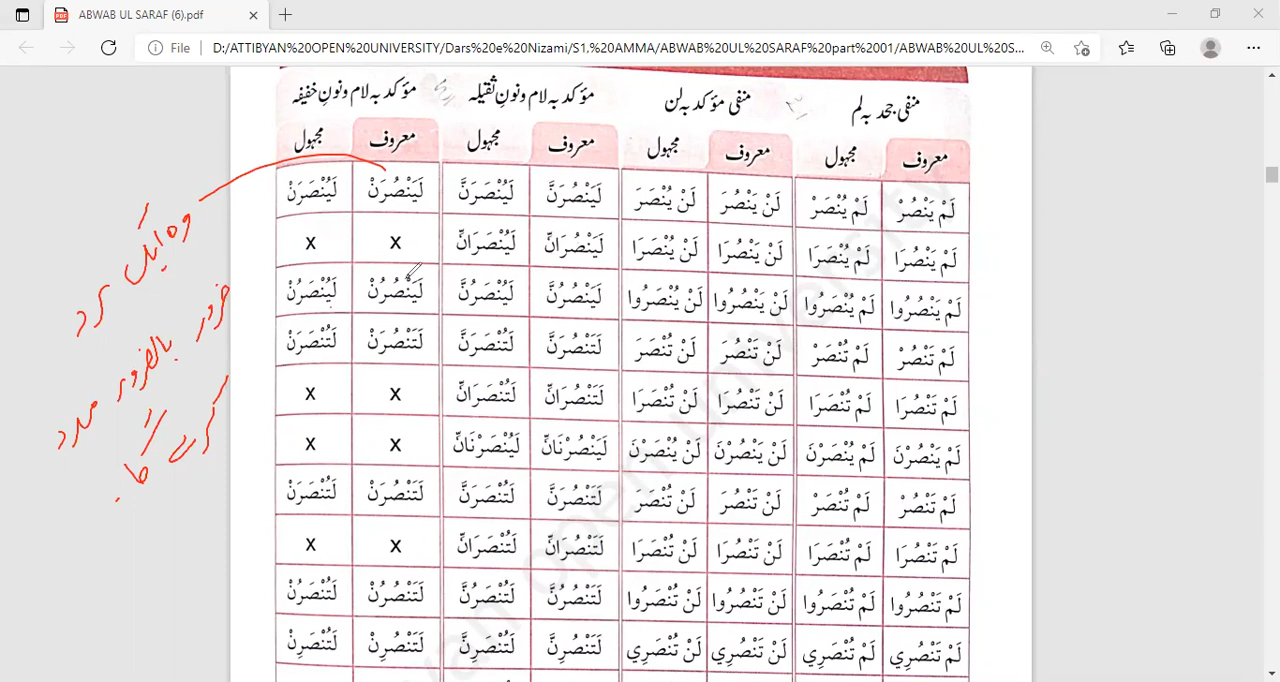 ABWAB UL SARAF (6).pdf
File D:/ATTIBYAN%20OPEN%20UNIVERSITY/Dars%20e%20Nizami/S1,%20AMMA/ABWAB%20UL%20SARAF%20part%2001/ABWAB%20UL%20S...
منفی جحد بہ لم منفی مؤکد بہ لن مؤکد بہ لام و نونِ ثقیلہ مؤکد بہ لام و نونِ خفیفہ
معروف مجہول معروف مجہول معروف مجہول معروف مجہول
لَمْ يَنْصُرْ لَمْ يُنْصَرْ لَنْ يَنْصُرَ لَنْ يُنْصَرَ لَيَنْصُرَنَّ لَيُنْصَرَنَّ لَيَنْصُرَنْ لَيُنْصَرَنْ
لَمْ يَنْصُرَا لَمْ يُنْصَرَا لَنْ يَنْصُرَا لَنْ يُنْصَرَا لَيَنْصُرَانِّ لَيُنْصَرَانِّ x x
لَمْ يَنْصُرُوا لَمْ يُنْصَرُوا لَنْ يَنْصُرُوا لَنْ يُنْصَرُوا لَيَنْصُرُنَّ لَيُنْصَرُنَّ لَيَنْصُرُنْ لَيُنْصَرُنْ
لَمْ تَنْصُرْ لَمْ تُنْصَرْ لَنْ تَنْصُرَ لَنْ تُنْصَرَ لَتَنْصُرَنَّ لَتُنْصَرَنَّ لَتَنْصُرَنْ لَتُنْصَرَنْ
لَمْ تَنْصُرَا لَمْ تُنْصَرَا لَنْ تَنْصُرَا لَنْ تُنْصَرَا لَتَنْصُرَانِّ لَتُنْصَرَانِّ x x
لَمْ يَنْصُرْنَ لَمْ يُنْصَرْنَ لَنْ يَنْصُرْنَ لَنْ يُنْصَرْنَ لَيَنْصُرْنَانِّ لَيُنْصَرْنَانِّ x x
لَمْ تَنْصُرْ لَمْ تُنْصَرْ لَنْ تَنْصُرَ لَنْ تُنْصَرَ لَتَنْصُرَنَّ لَتُنْصَرَنَّ لَتَنْصُرَنْ لَتُنْصَرَنْ
لَمْ تَنْصُرَا لَمْ تُنْصَرَا لَنْ تَنْصُرَا لَنْ تُنْصَرَا لَتَنْصُرَانِّ لَتُنْصَرَانِّ x x
لَمْ تَنْصُرُوا لَمْ تُنْصَرُوا لَنْ تَنْصُرُوا لَنْ تُنْصَرُوا لَتَنْصُرُنَّ لَتُنْصَرُنَّ لَتَنْصُرُنْ لَتُنْصَرُنْ
لَمْ تَنْصُرِي لَمْ تُنْصَرِي لَنْ تَنْصُرِي لَنْ تُنْصَرِي لَتَنْصُرِنَّ لَتُنْصَرِنَّ لَتَنْصُرِنْ لَتُنْصَرِنْ
وہ ایک مرد
ضرور بالضرور مدد
کرے گا